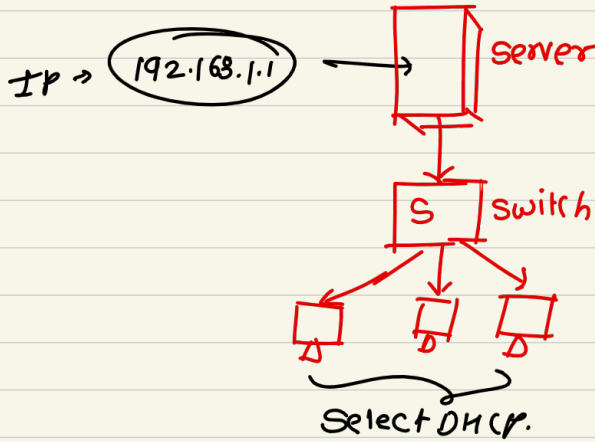 Server
IP → 192.168.1.1
S
Switch
Select DHCP.